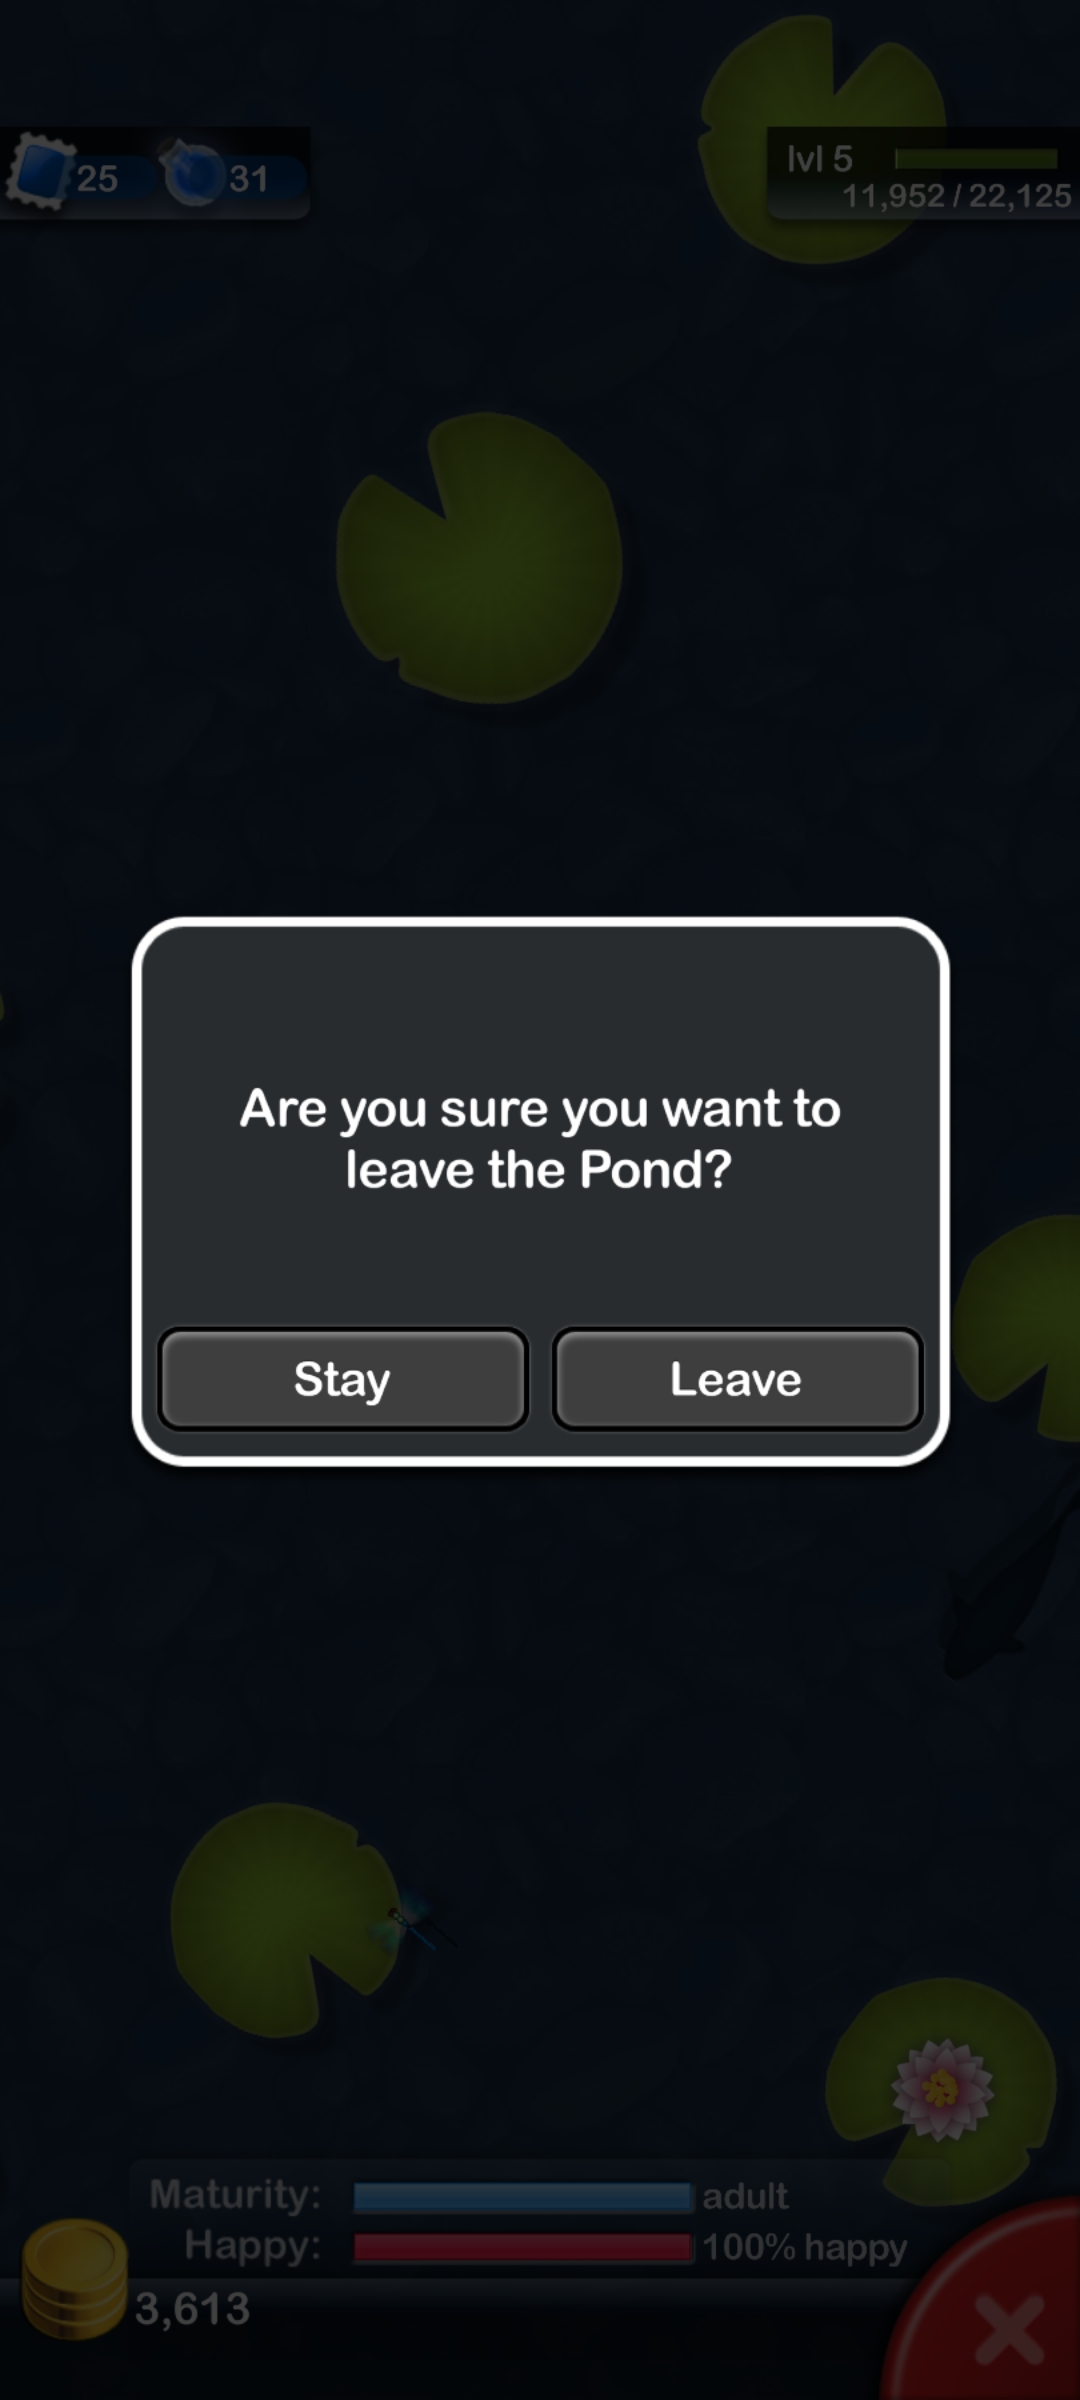 25
31
lvl 5
11,952 / 22,125
Are you sure you want to
leave the Pond?
Stay
Leave
Maturity:
adult
Happy:
100% happy
3,613